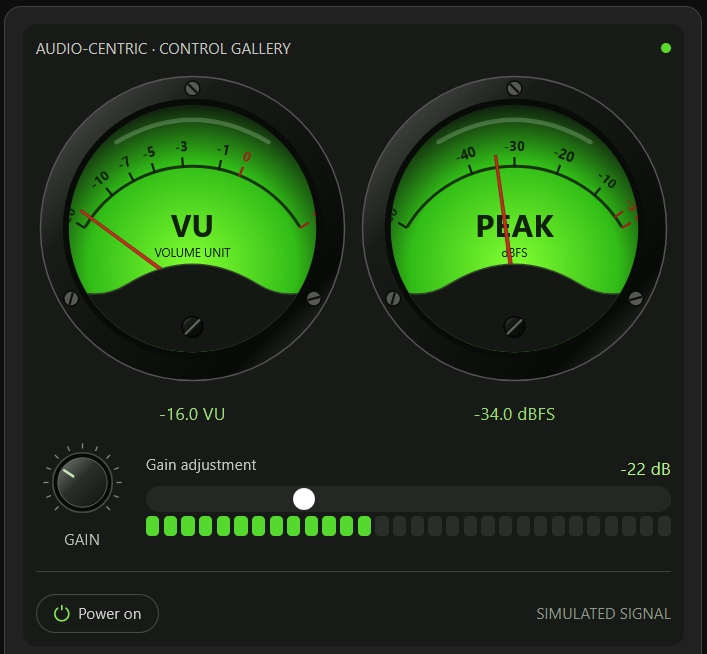 AUDIO-CENTRIC · CONTROL GALLERY
-10 -7 -5 -3 -1 0
VU
VOLUME UNIT
-40 -30 -20 -10
PEAK
dBFS
-16.0 VU
-34.0 dBFS
Gain adjustment
-22 dB
GAIN
Power on
SIMULATED SIGNAL